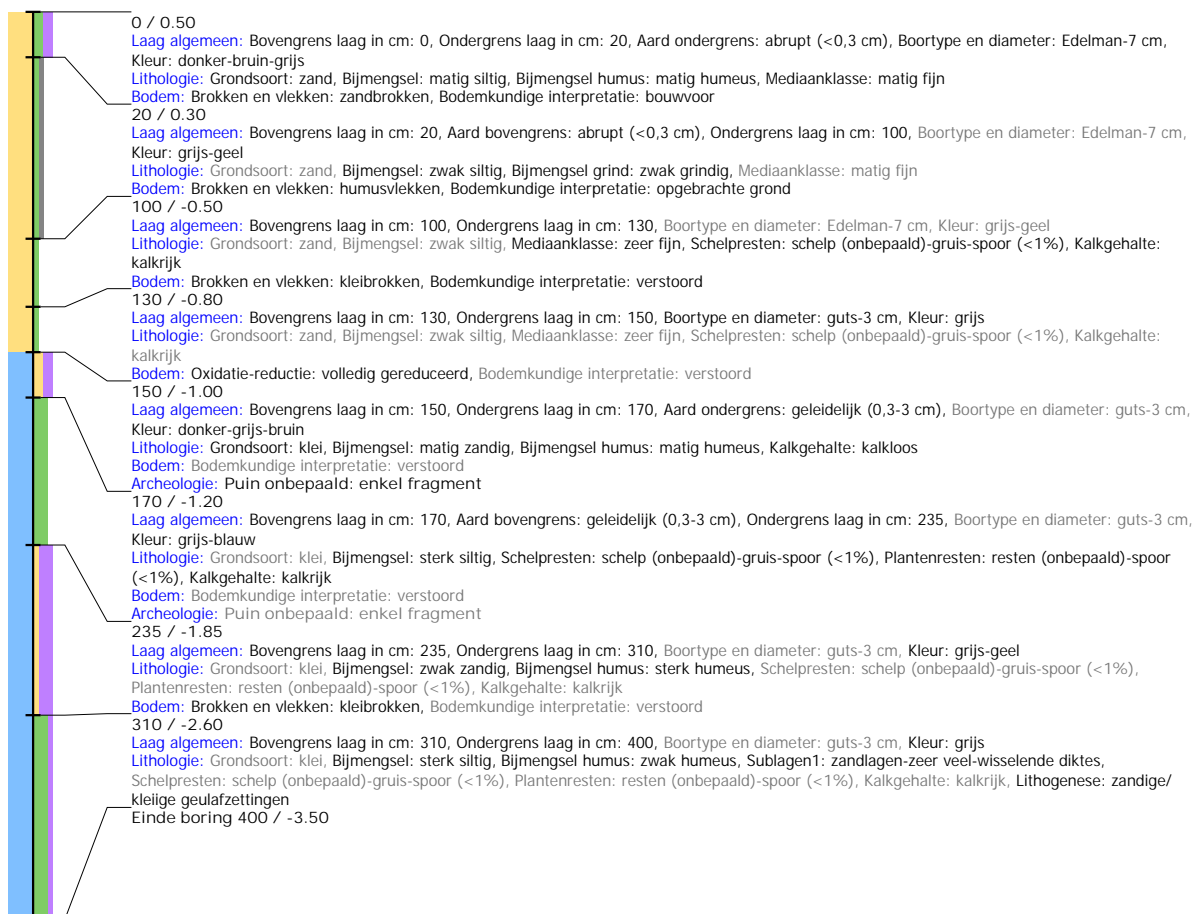 0 / 0.50
Laag algemeen: Bovengrens laag in cm: 0, Ondergrens laag in cm: 20, Aard ondergrens: abrupt (<0,3 cm), Boortype en diameter: Edelman-7 cm,
Kleur: donker-bruin-grijs
Lithologie: Grondsoort: zand, Bijmengsel: matig siltig, Bijmengsel humus: matig humeus, Mediaanklasse: matig fijn
Bodem: Brokken en vlekken: zandbrokken, Bodemkundige interpretatie: bouwvoor
20 / 0.30
Laag algemeen: Bovengrens laag in cm: 20, Aard bovengrens: abrupt (<0,3 cm), Ondergrens laag in cm: 100, Boortype en diameter: Edelman-7 cm,
Kleur: grijs-geel
Lithologie: Grondsoort: zand, Bijmengsel: zwak siltig, Bijmengsel grind: zwak grindig, Mediaanklasse: matig fijn
Bodem: Brokken en vlekken: humusvlekken, Bodemkundige interpretatie: opgebrachte grond
100 / -0.50
Laag algemeen: Bovengrens laag in cm: 100, Ondergrens laag in cm: 130, Boortype en diameter: Edelman-7 cm, Kleur: grijs-geel
Lithologie: Grondsoort: zand, Bijmengsel: zwak siltig, Mediaanklasse: zeer fijn, Schelpresten: schelp (onbepaald)-gruis-spoor (<1%), Kalkgehalte:
kalkrijk
Bodem: Brokken en vlekken: kleibrokken, Bodemkundige interpretatie: verstoord
130 / -0.80
Laag algemeen: Bovengrens laag in cm: 130, Ondergrens laag in cm: 150, Boortype en diameter: guts-3 cm, Kleur: grijs
Lithologie: Grondsoort: zand, Bijmengsel: zwak siltig, Mediaanklasse: zeer fijn, Schelpresten: schelp (onbepaald)-gruis-spoor (<1%), Kalkgehalte:
kalkrijk
Bodem: Oxidatie-reductie: volledig gereduceerd, Bodemkundige interpretatie: verstoord
150 / -1.00
Laag algemeen: Bovengrens laag in cm: 150, Ondergrens laag in cm: 170, Aard ondergrens: geleidelijk (0,3-3 cm), Boortype en diameter: guts-3 cm,
Kleur: donker-grijs-bruin
Lithologie: Grondsoort: klei, Bijmengsel: matig zandig, Bijmengsel humus: matig humeus, Kalkgehalte: kalkloos
Bodem: Bodemkundige interpretatie: verstoord
Archeologie: Puin onbepaald: enkel fragment
170 / -1.20
Laag algemeen: Bovengrens laag in cm: 170, Aard bovengrens: geleidelijk (0,3-3 cm), Ondergrens laag in cm: 235, Boortype en diameter: guts-3 cm,
Kleur: grijs-blauw
Lithologie: Grondsoort: klei, Bijmengsel: sterk siltig, Schelpresten: schelp (onbepaald)-gruis-spoor (<1%), Plantenresten: resten (onbepaald)-spoor
(<1%), Kalkgehalte: kalkrijk
Bodem: Bodemkundige interpretatie: verstoord
Archeologie: Puin onbepaald: enkel fragment
235 / -1.85
Laag algemeen: Bovengrens laag in cm: 235, Ondergrens laag in cm: 310, Boortype en diameter: guts-3 cm, Kleur: grijs-geel
Lithologie: Grondsoort: klei, Bijmengsel: zwak zandig, Bijmengsel humus: sterk humeus, Schelpresten: schelp (onbepaald)-gruis-spoor (<1%),
Plantenresten: resten (onbepaald)-spoor (<1%), Kalkgehalte: kalkrijk
Bodem: Brokken en vlekken: kleibrokken, Bodemkundige interpretatie: verstoord
310 / -2.60
Laag algemeen: Bovengrens laag in cm: 310, Ondergrens laag in cm: 400, Boortype en diameter: guts-3 cm, Kleur: grijs
Lithologie: Grondsoort: klei, Bijmengsel: sterk siltig, Bijmengsel humus: zwak humeus, Sublagen1: zandlagen-zeer veel-wisselende diktes,
Schelpresten: schelp (onbepaald)-gruis-spoor (<1%), Plantenresten: resten (onbepaald)-spoor (<1%), Kalkgehalte: kalkrijk, Lithogenese: zandige/
kleiige geulafzettingen
Einde boring 400 / -3.50